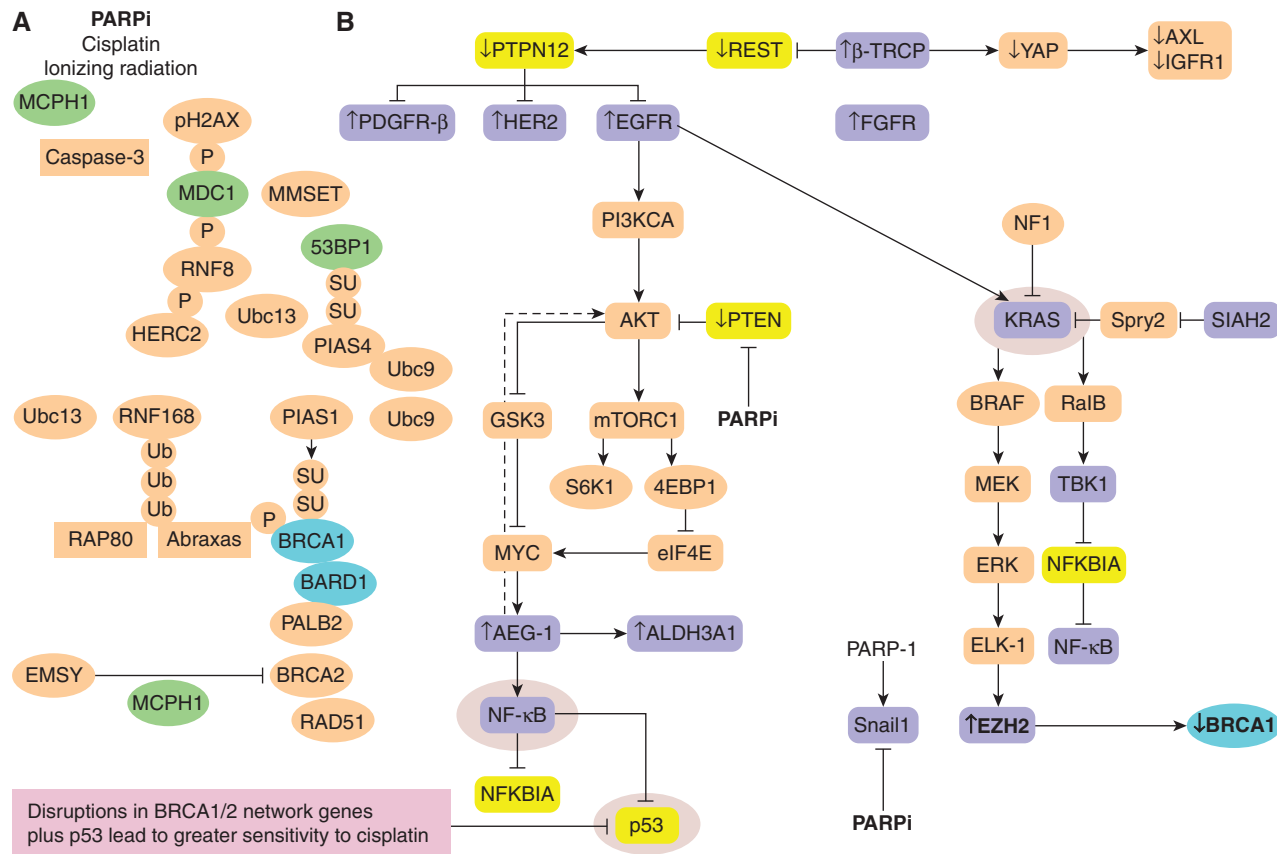 A
PARPi
Cisplatin
Ionizing radiation
MCPH1
pH2AX
Caspase-3
P
MDC1
MMSET
P
53BP1
RNF8
SU
P
SU
Ubc13
HERC2
PIAS4
Ubc9
Ubc13
RNF168
PIAS1
Ubc9
Ub
SU
Ub
SU
Ub
P
RAP80
Abraxas
BRCA1
BARD1
PALB2
EMSY
BRCA2
MCPH1
RAD51
Disruptions in BRCA1/2 network genes
plus p53 lead to greater sensitivity to cisplatin
B
↓PTPN12
↓REST
↑β-TRCP
↓YAP
↓AXL
↓IGFR1
↑PDGFR-β
↑HER2
↑EGFR
↑FGFR
PI3KCA
NF1
AKT
↓PTEN
KRAS
Spry2
SIAH2
GSK3
mTORC1
PARPi
BRAF
RalB
S6K1
4EBP1
MEK
TBK1
MYC
eIF4E
ERK
NFKBIA
↑AEG-1
↑ALDH3A1
PARP-1
ELK-1
NF-κB
NF-κB
Snail1
↑EZH2
↓BRCA1
NFKBIA
p53
PARPi